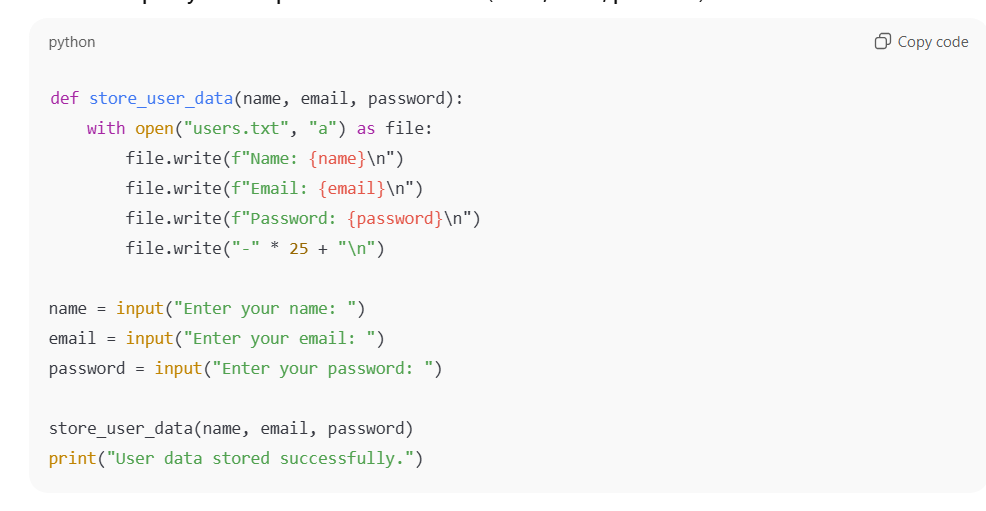 python
Copy code
def store_user_data(name, email, password):
    with open("users.txt", "a") as file:
        file.write(f"Name: {name}\n")
        file.write(f"Email: {email}\n")
        file.write(f"Password: {password}\n")
        file.write("-" * 25 + "\n")

name = input("Enter your name: ")
email = input("Enter your email: ")
password = input("Enter your password: ")

store_user_data(name, email, password)
print("User data stored successfully.")